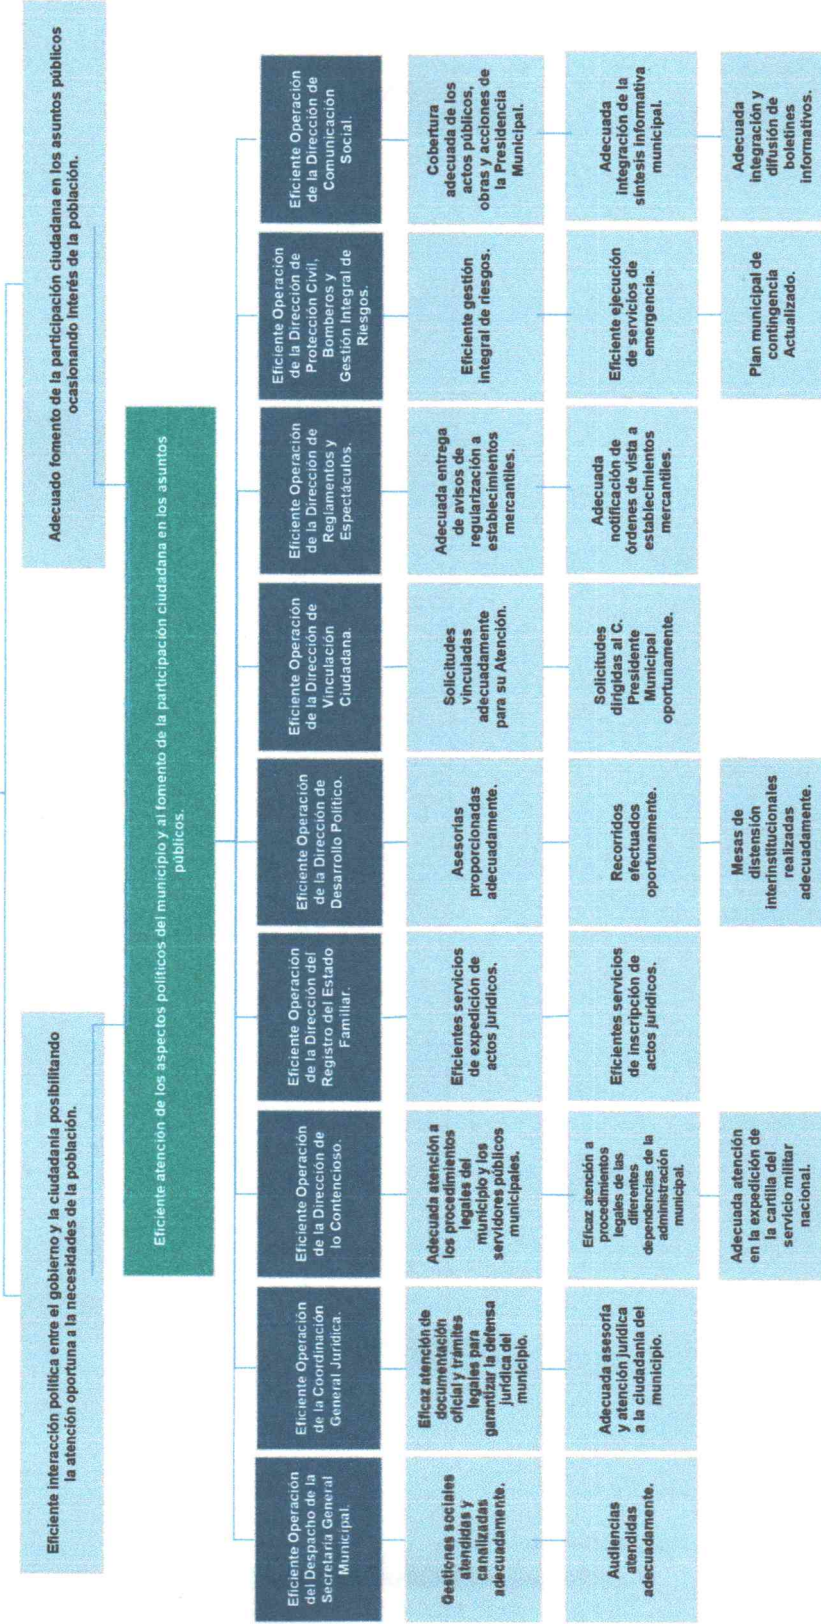 Eficiente interacción política entre el gobierno y la ciudadanía posibilitando
la atención oportuna a la necesidades de la población.
Adecuado fomento de la participación ciudadana en los asuntos públicos
ocasionando Interés de la población.
Eficiente atención de los aspectos políticos del municipio y al fomento de la participación ciudadana en los asuntos
públicos.
Eficiente Operación
del Despacho de la
Secretaría General
Municipal.
Gestiones sociales
atendidas y
canalizadas
adecuadamente.
Audiencias
atendidas
adecuadamente.
Eficiente Operación
de la Coordinación
General Jurídica.
Eficaz atención de
documentación
oficial y trámites
legales para
garantizar la defensa
jurídica del
municipio.
Adecuada asesoría
y atención jurídica
a la ciudadanía del
municipio.
Eficiente Operación
de la Dirección de
lo Contencioso.
Adecuada atención a
los procedimientos
legales del
municipio y los
servidores públicos
municipales.
Eficaz atención a
procedimientos
legales de las
diferentes
dependencias de la
administración
municipal.
Adecuada atención
en la expedición de
la cartilla del
servicio militar
nacional.
Eficiente Operación
de la Dirección del
Registro del Estado
Familiar.
Eficientes servicios
de expedición de
actos jurídicos.
Eficientes servicios
de inscripción de
actos jurídicos.
Eficiente Operación
de la Dirección de
Desarrollo Político.
Asesorías
proporcionadas
adecuadamente.
Recorridos
efectuados
oportunamente.
Mesas de
distensión
interinstitucionales
realizadas
adecuadamente.
Eficiente Operación
de la Dirección de
Vinculación
Ciudadana.
Solicitudes
vinculadas
adecuadamente
para su Atención.
Solicitudes
dirigidas al C.
Presidente
Municipal
oportunamente.
Eficiente Operación
de la Dirección de
Reglamentos y
Espectáculos.
Adecuada entrega
de avisos de
regularización a
establecimientos
mercantiles.
Adecuada
notificación de
órdenes de vista a
establecimientos
mercantiles.
Eficiente Operación
de la Dirección de
Protección Civil,
Bomberos y
Gestión Integral de
Riesgos.
Eficiente gestión
integral de riesgos.
Eficiente ejecución
de servicios de
emergencia.
Plan municipal de
contingencia
Actualizado.
Eficiente Operación
de la Dirección de
Comunicación
Social.
Cobertura
adecuada de los
actos públicos,
obras y acciones de
la Presidencia
Municipal.
Adecuada
integración de la
síntesis informativa
municipal.
Adecuada
integración y
difusión de
boletines
informativos.